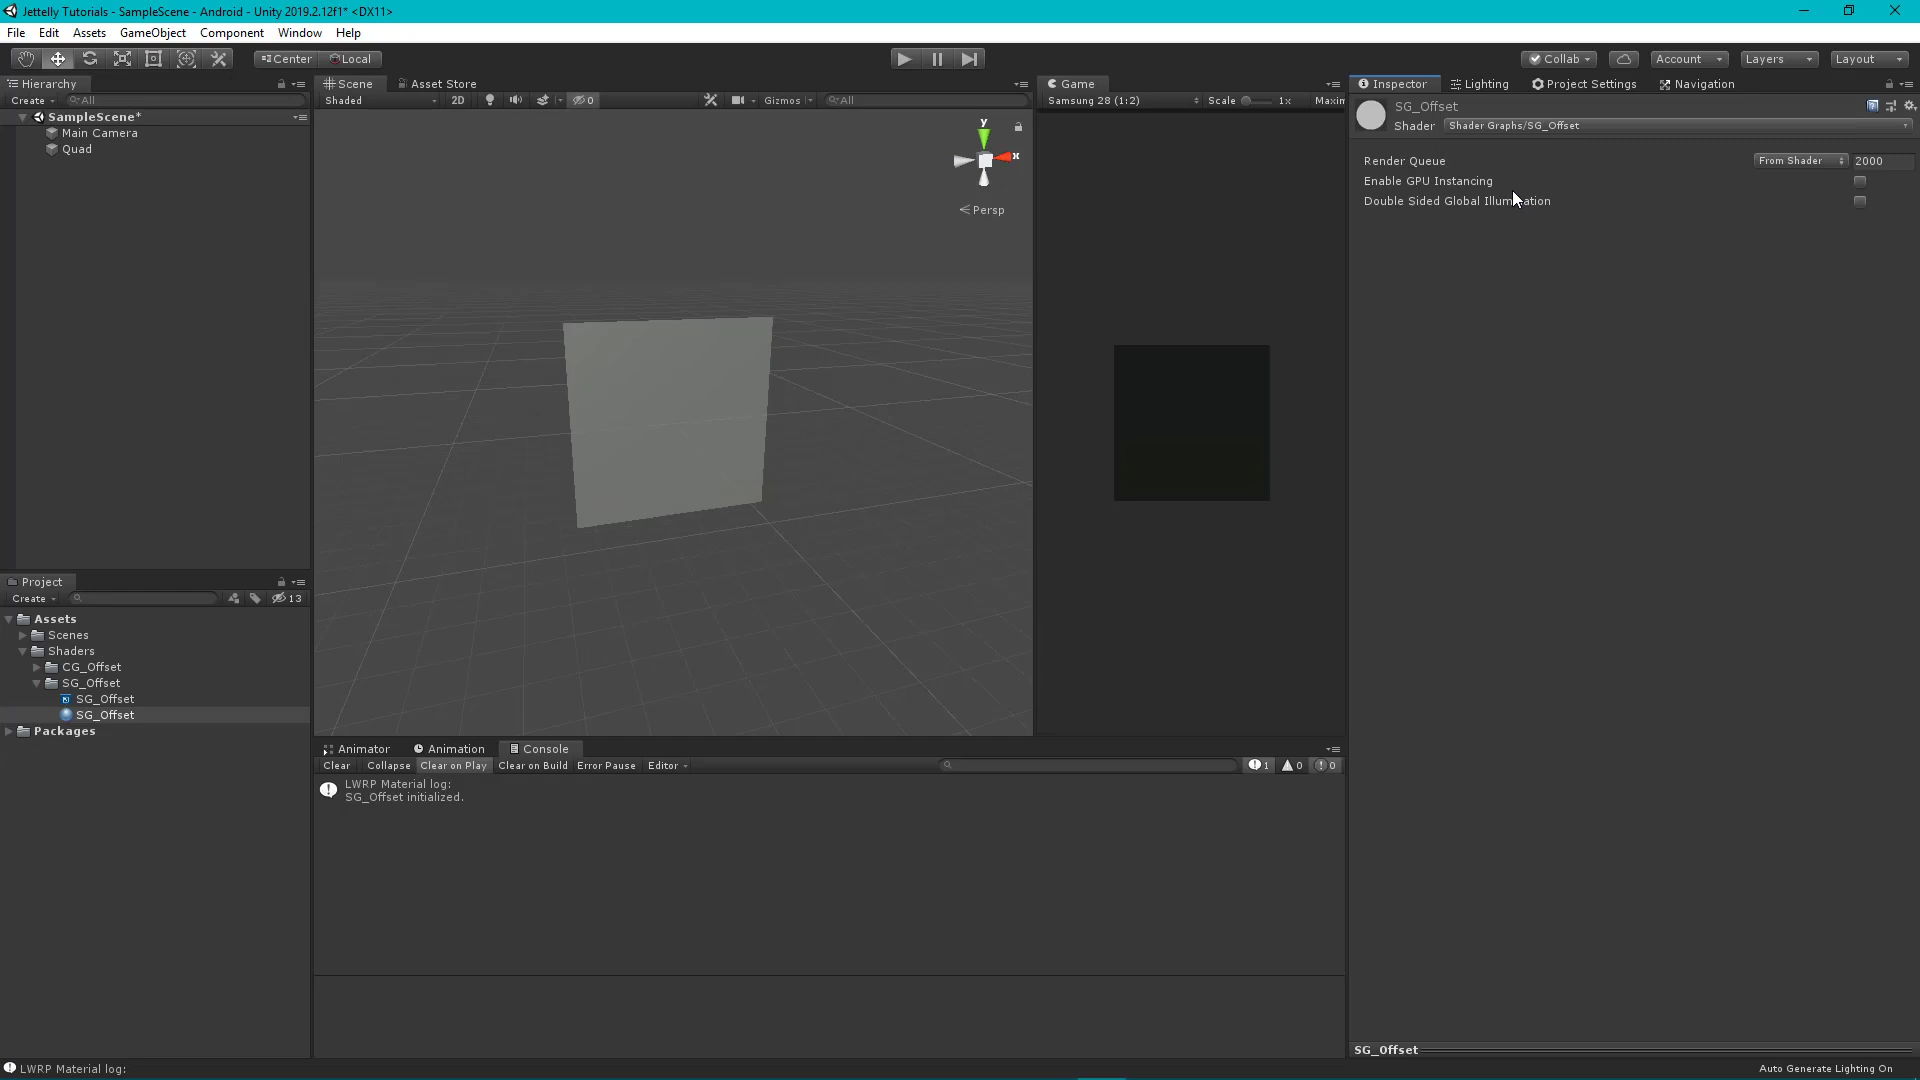 Jettelly Tutorials - SampleScene - Android - Unity 2019.2.12f1* <DX11>
File Edit Assets GameObject Component Window Help
Center Local
Collab Account Layers Layout
Hierarchy
Create All
SampleScene*
Main Camera
Quad
Scene Asset Store
Shaded 2D 0 Gizmos All
y
x
Persp
Game
Samsung 28 (1:2) Scale 1x Maxim
Inspector Lighting Project Settings Navigation
SG_Offset
Shader Shader Graphs/SG_Offset
Render Queue From Shader 2000
Enable GPU Instancing
Double Sided Global Illumination
Project
Create 13
Assets
Scenes
Shaders
CG_Offset
SG_Offset
SG_Offset
SG_Offset
Packages
Animator Animation Console
Clear Collapse Clear on Play Clear on Build Error Pause Editor 1 0 0
LWRP Material log:
SG_Offset initialized.
SG_Offset
LWRP Material log:
Auto Generate Lighting On